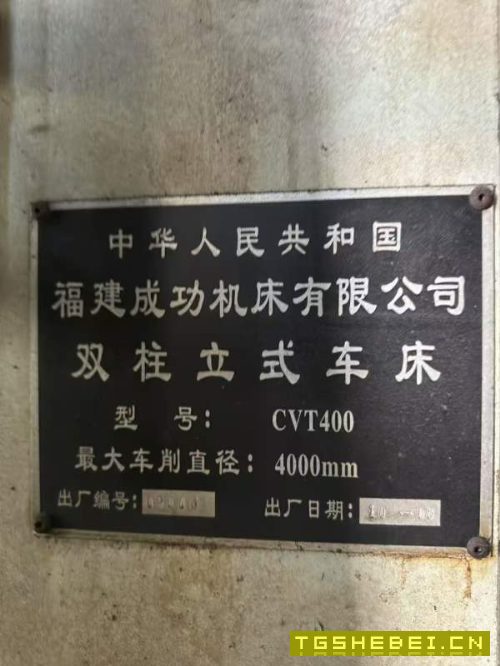 中华人民共和国
福建成功机床有限公司
双柱立式车床
型 号: CVT400
最大车削直径: 4000mm
出厂编号: 出厂日期:
TGSHEBEI.CN